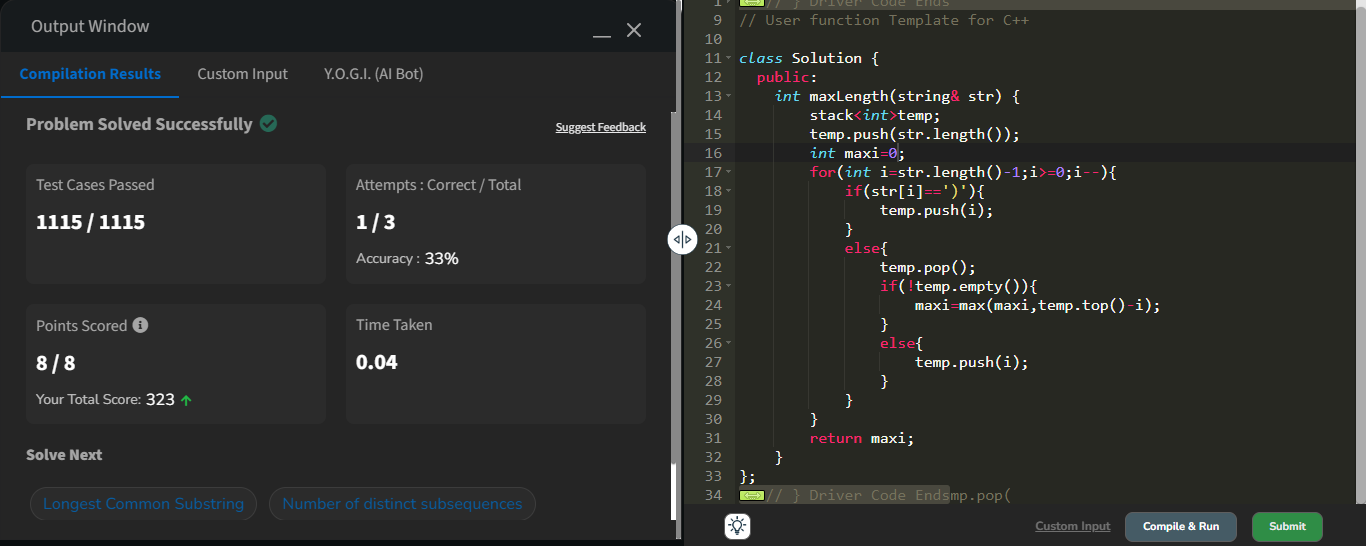 Output Window
Compilation Results
Custom Input
Y.O.G.I. (AI Bot)
Problem Solved Successfully
Suggest Feedback
Test Cases Passed
1115 / 1115
Attempts : Correct / Total
1 / 3
Accuracy : 33%
Points Scored
8 / 8
Your Total Score: 323
Time Taken
0.04
Solve Next
Longest Common Substring
Number of distinct subsequences
1 // } Driver Code Ends
9 // User function Template for C++
10
11 class Solution {
12   public:
13     int maxLength(string& str) {
14         stack<int>temp;
15         temp.push(str.length());
16         int maxi=0;
17         for(int i=str.length()-1;i>=0;i--){
18             if(str[i]==')'){
19                 temp.push(i);
20             }
21             else{
22                 temp.pop();
23                 if(!temp.empty()){
24                     maxi=max(maxi,temp.top()-i);
25                 }
26                 else{
27                     temp.push(i);
28                 }
29             }
30         }
31         return maxi;
32     }
33 };
34 // } Driver Code Endsmp.pop(
Custom Input
Compile & Run
Submit